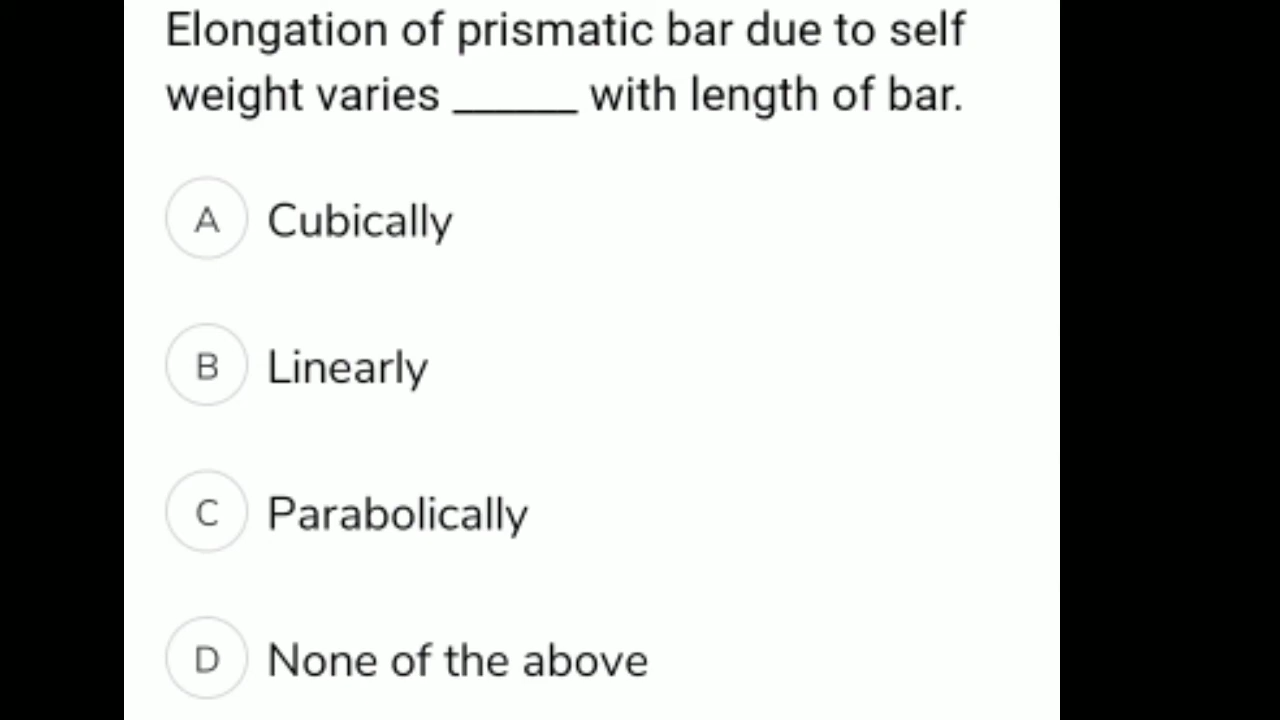 Elongation of prismatic bar due to self
weight varies ______ with length of bar.
A Cubically
B Linearly
C Parabolically
D None of the above